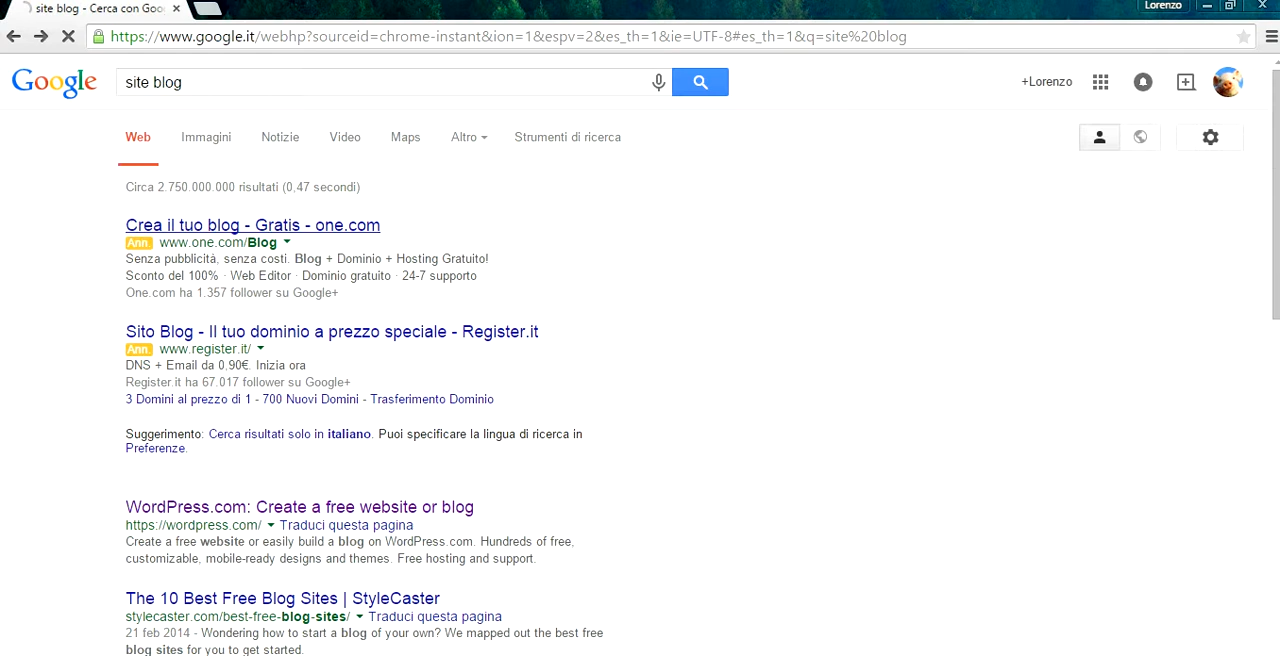 site blog - Cerca con Goo
Lorenzo
https://www.google.it/webhp?sourceid=chrome-instant&ion=1&espv=2&es_th=1&ie=UTF-8#es_th=1&q=site%20blog
Google
site blog
+Lorenzo
Web Immagini Notizie Video Maps Altro Strumenti di ricerca
Circa 2.750.000.000 risultati (0,47 secondi)
Crea il tuo blog - Gratis - one.com
Ann. www.one.com/Blog
Senza pubblicità, senza costi. Blog + Dominio + Hosting Gratuito!
Sconto del 100% · Web Editor · Dominio gratuito · 24-7 supporto
One.com ha 1.357 follower su Google+
Sito Blog - Il tuo dominio a prezzo speciale - Register.it
Ann. www.register.it/
DNS + Email da 0,90€. Inizia ora
Register.it ha 67.017 follower su Google+
3 Domini al prezzo di 1 - 700 Nuovi Domini - Trasferimento Dominio
Suggerimento: Cerca risultati solo in italiano. Puoi specificare la lingua di ricerca in
Preferenze.
WordPress.com: Create a free website or blog
https://wordpress.com/ Traduci questa pagina
Create a free website or easily build a blog on WordPress.com. Hundreds of free,
customizable, mobile-ready designs and themes. Free hosting and support.
The 10 Best Free Blog Sites | StyleCaster
stylecaster.com/best-free-blog-sites/ Traduci questa pagina
21 feb 2014 - Wondering how to start a blog of your own? We mapped out the best free
blog sites for you to get started.